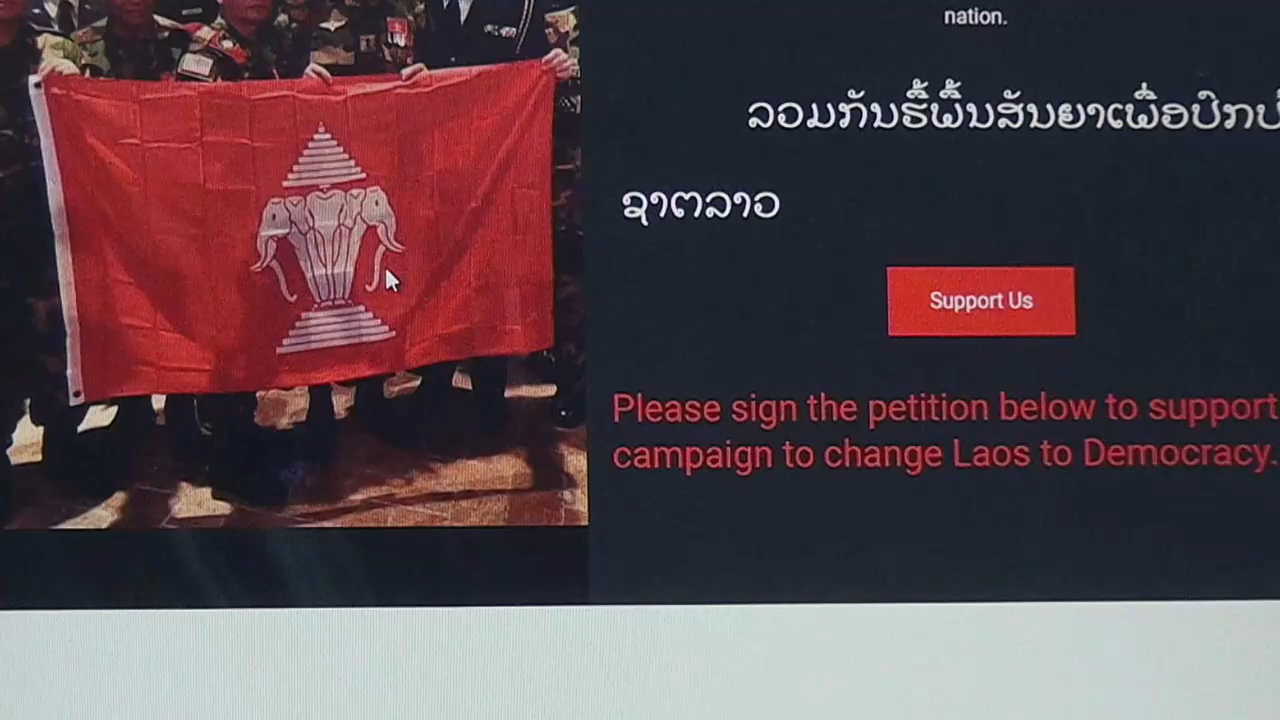 nation.
ລວມກັນຮື້ພື້ນສັນຍາເພື່ອປົກປ
ຊາຕລາວ
Support Us
Please sign the petition below to support
campaign to change Laos to Democracy.